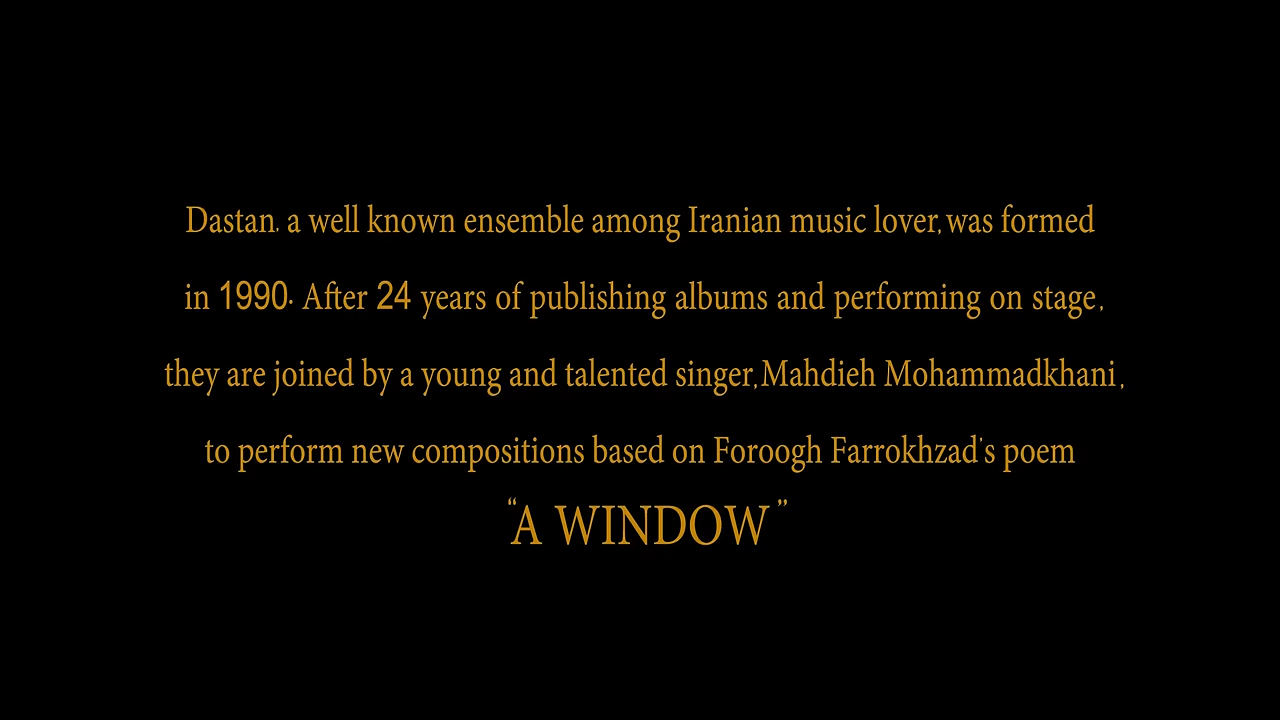 Dastan, a well known ensemble among Iranian music lover, was formed
in 1990. After 24 years of publishing albums and performing on stage,
they are joined by a young and talented singer, Mahdieh Mohammadkhani,
to perform new compositions based on Foroogh Farrokhzad's poem
“A WINDOW”